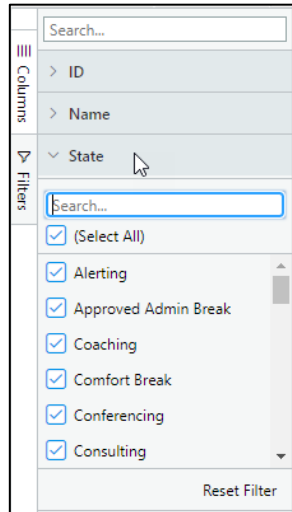 Columns
Filters
Search...
ID
Name
State
Search...
(Select All)
Alerting
Approved Admin Break
Coaching
Comfort Break
Conferencing
Consulting
Reset Filter